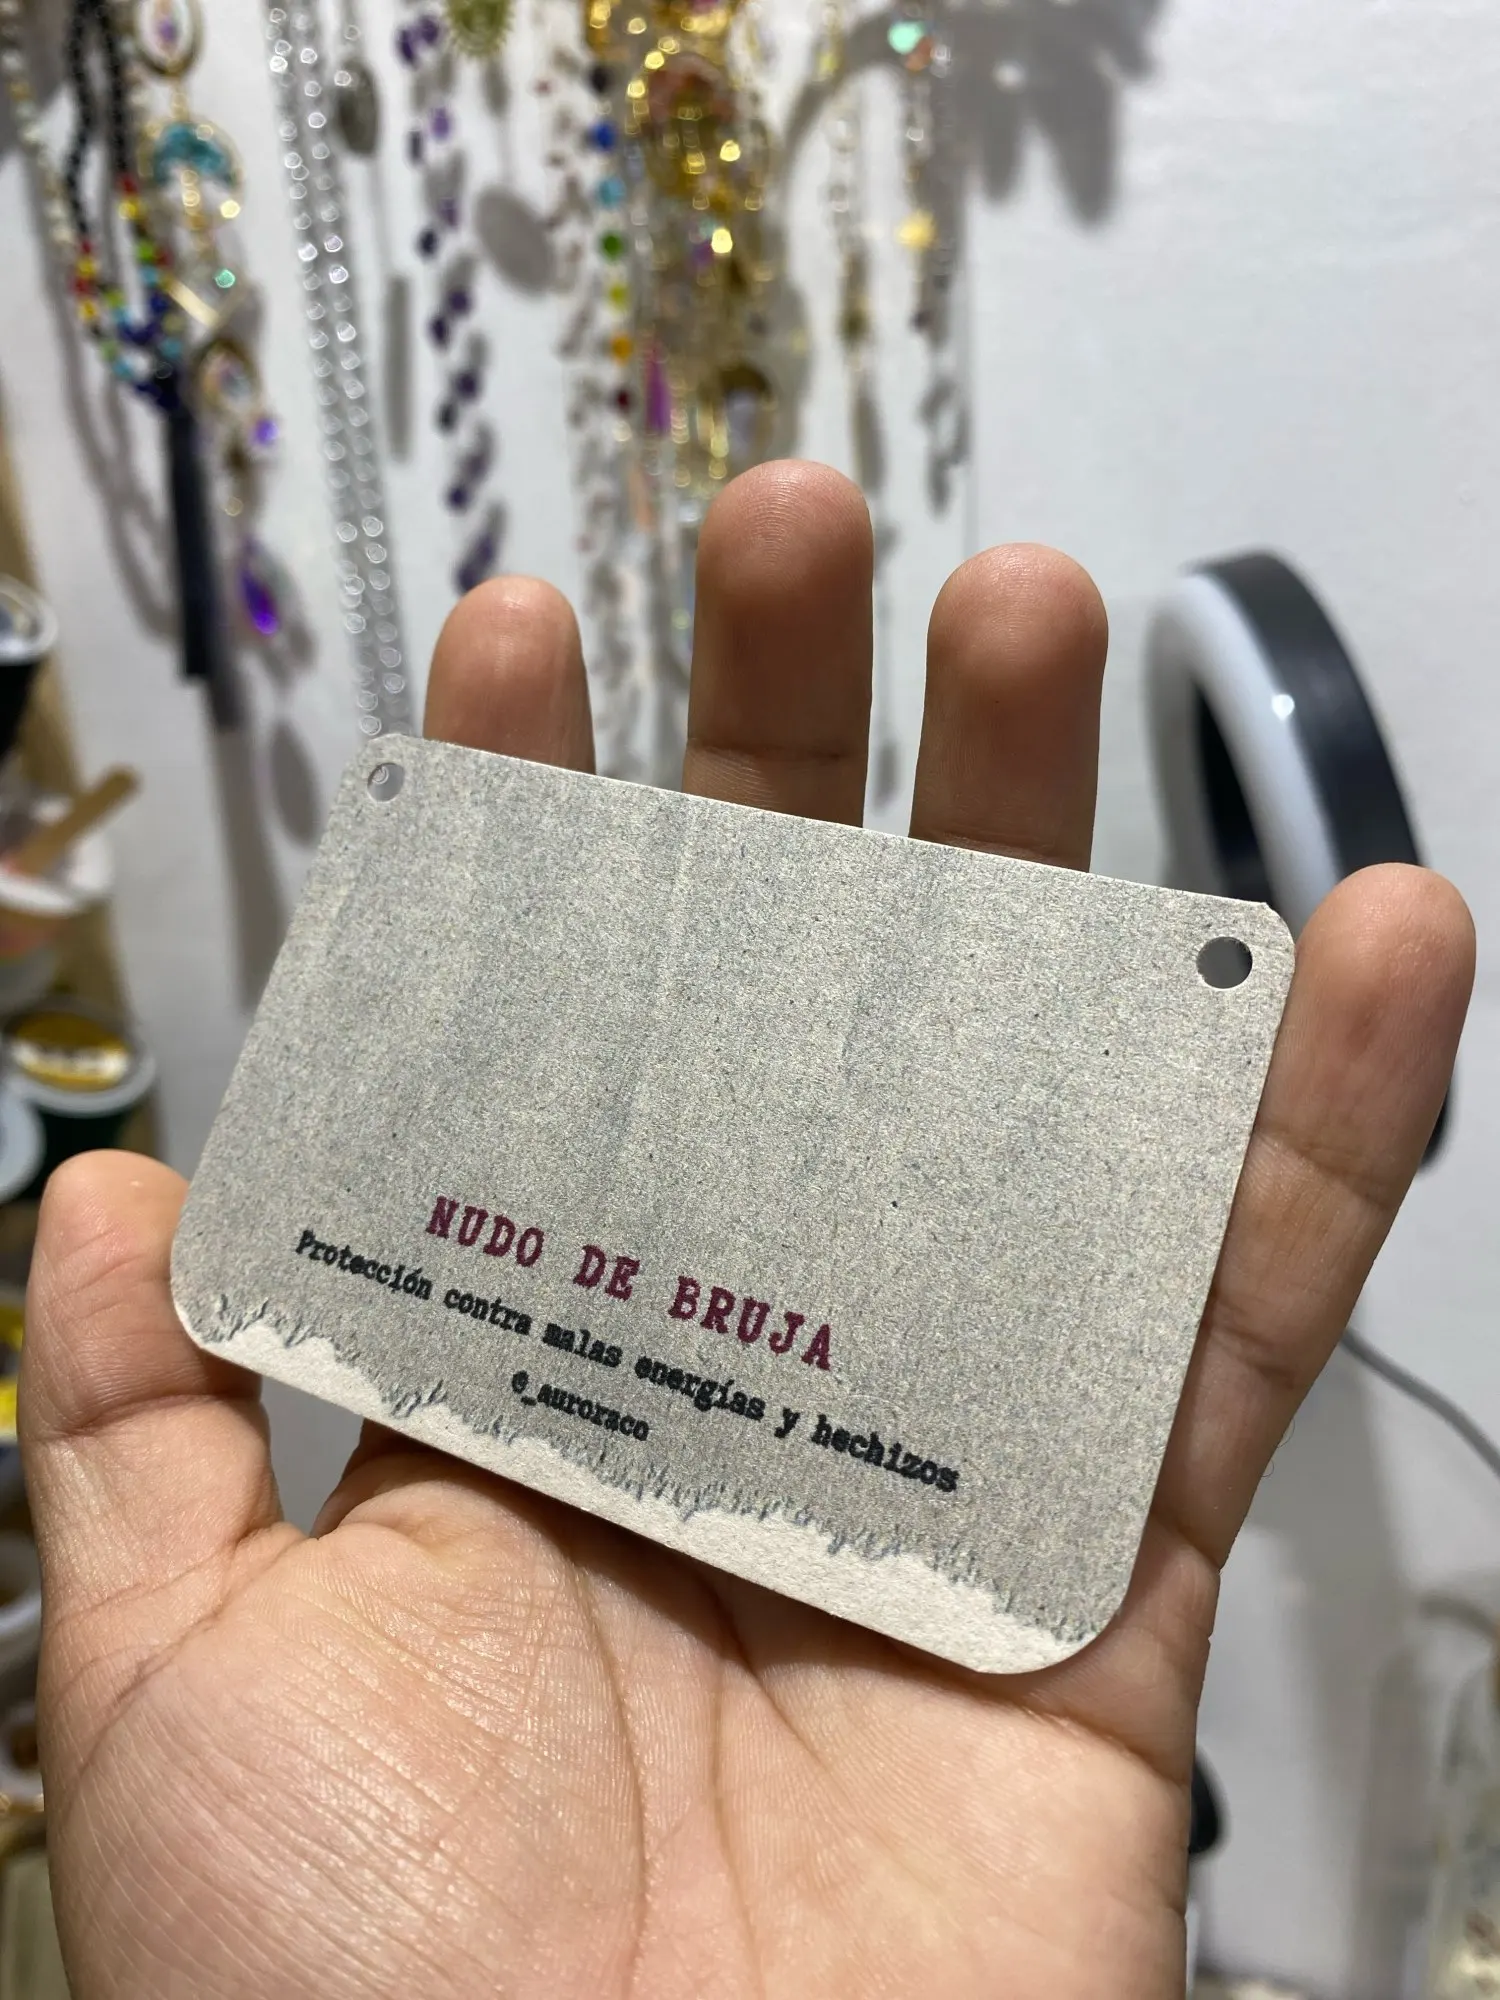 NUDO DE BRUJA
Protección contra malas energías y hechizos
@_auroraco